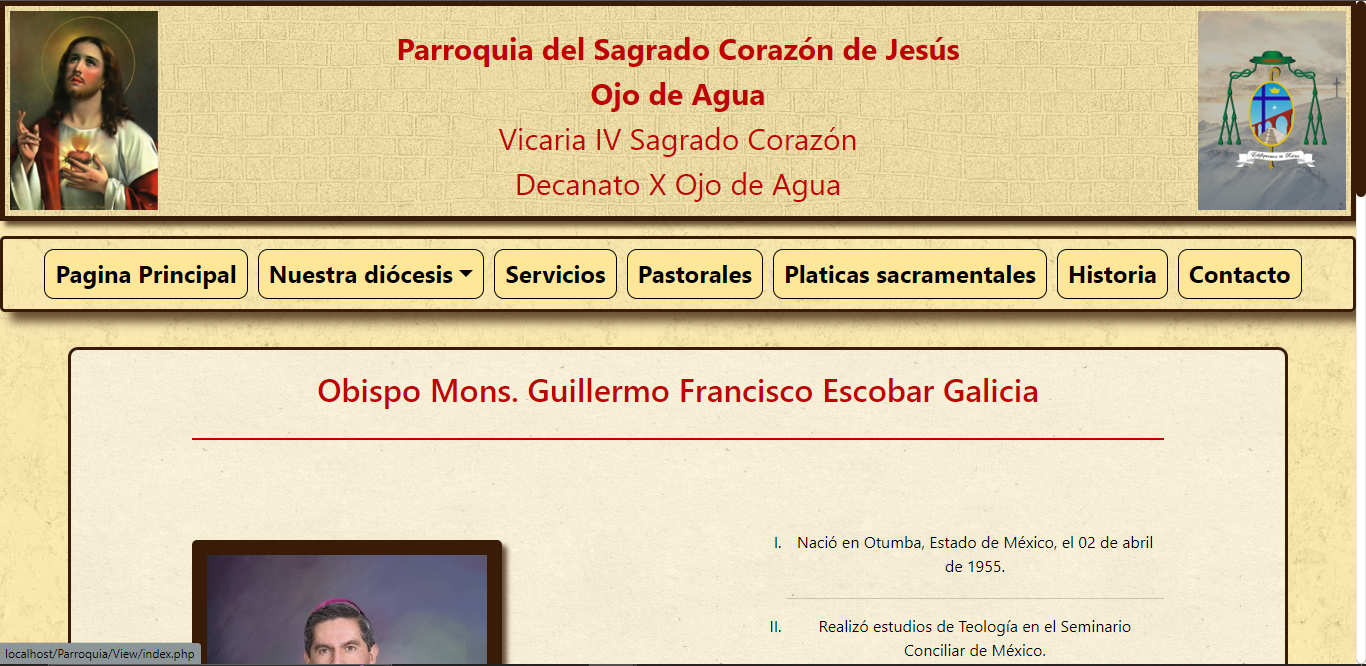 Parroquia del Sagrado Corazón de Jesús
Ojo de Agua
Vicaria IV Sagrado Corazón
Decanato X Ojo de Agua
Pagina Principal
Nuestra diócesis
Servicios
Pastorales
Platicas sacramentales
Historia
Contacto
Obispo Mons. Guillermo Francisco Escobar Galicia
I. Nació en Otumba, Estado de México, el 02 de abril
de 1955.
II. Realizó estudios de Teología en el Seminario
Conciliar de México.
localhost/Parroquia/View/index.php